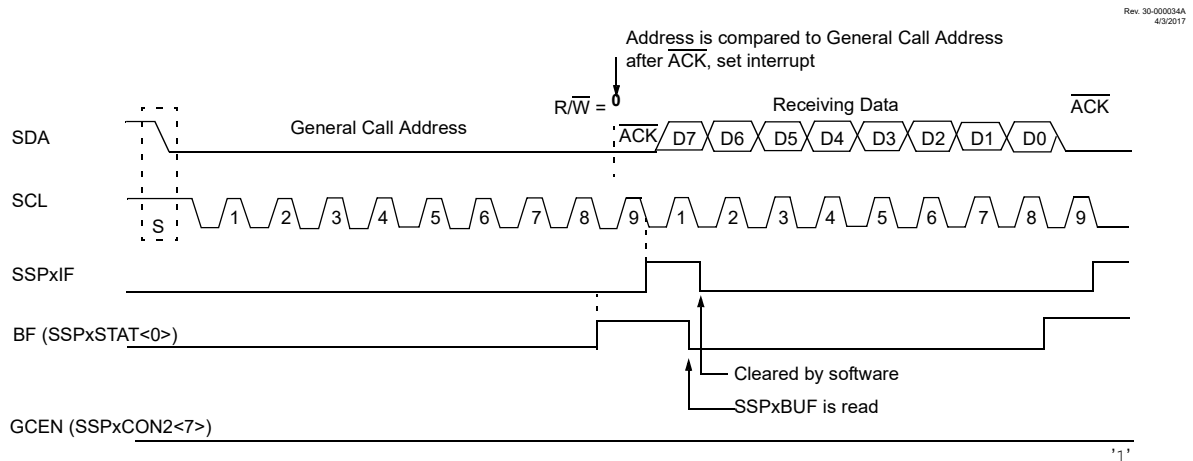 Rev. 30-000034A
4/3/2017
Address is compared to General Call Address
after ACK, set interrupt
R/W = 0
Receiving Data
ACK
SDA
General Call Address
ACK D7 D6 D5 D4 D3 D2 D1 D0
SCL
S 1 2 3 4 5 6 7 8 9 1 2 3 4 5 6 7 8 9
SSPxIF
BF (SSPxSTAT<0>)
Cleared by software
SSPxBUF is read
GCEN (SSPxCON2<7>)
'1'